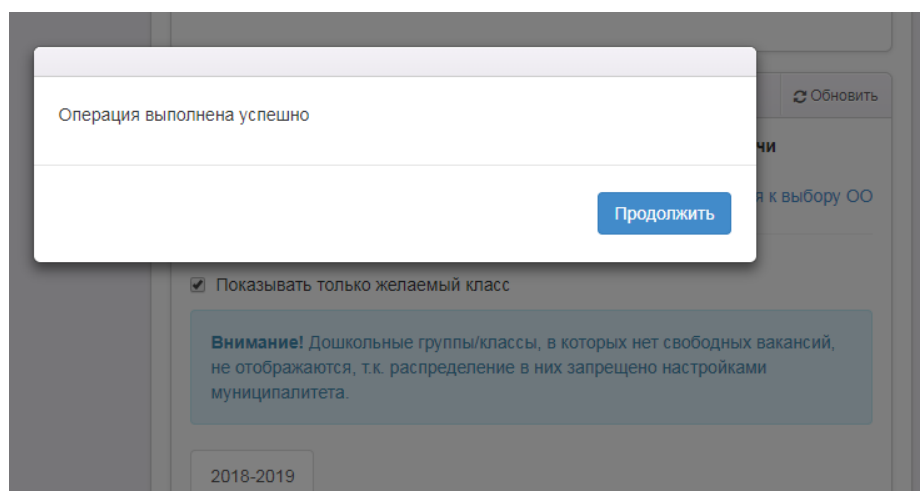 Операция выполнена успешно
Обновить
чи
я к выбору ОО
Продолжить
Показывать только желаемый класс
Внимание! Дошкольные группы/классы, в которых нет свободных вакансий,
не отображаются, т.к. распределение в них запрещено настройками
муниципалитета.
2018-2019